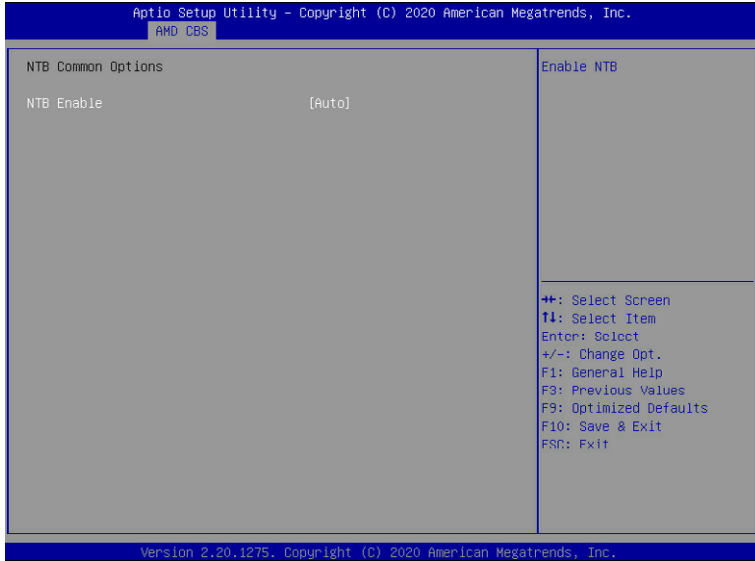 Aptio Setup Utility – Copyright (C) 2020 American Megatrends, Inc.
AMD CBS
NTB Common Options
NTB Enable [Auto]
Enable NTB
→←: Select Screen
↑↓: Select Item
Enter: Select
+/-: Change Opt.
F1: General Help
F3: Previous Values
F9: Optimized Defaults
F10: Save & Exit
ESC: Exit
Version 2.20.1275. Copyright (C) 2020 American Megatrends, Inc.